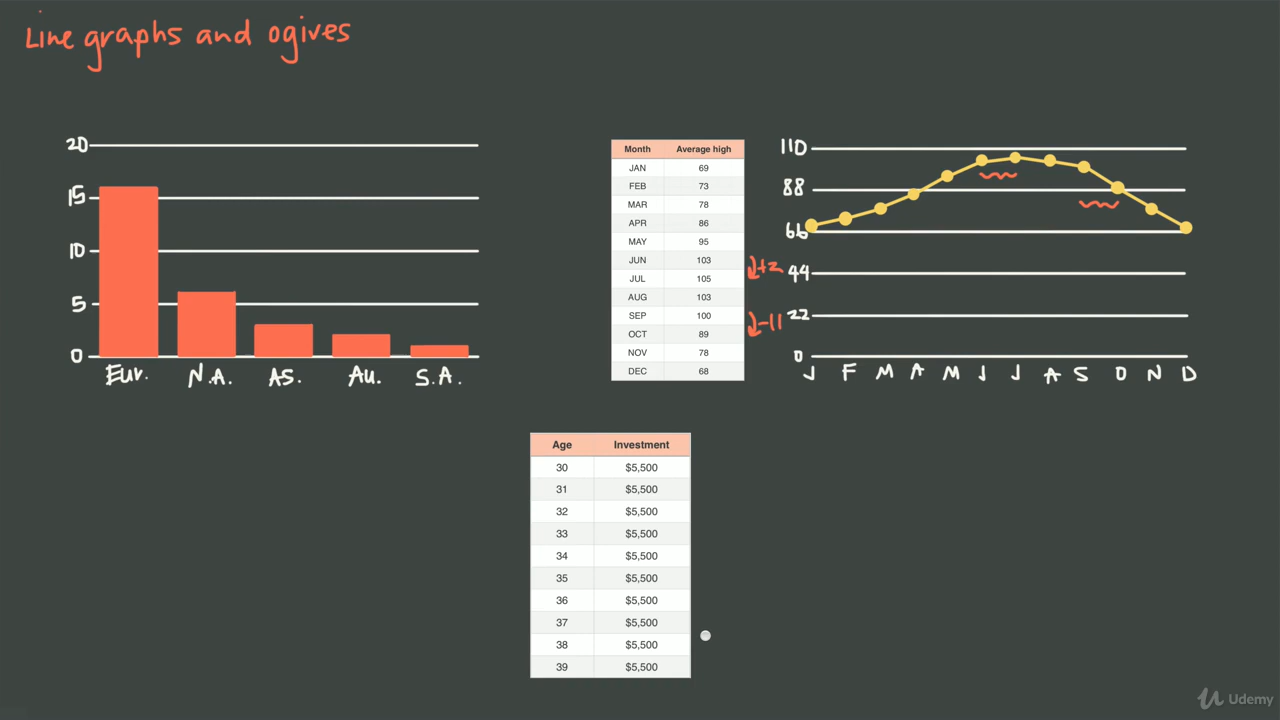 Line graphs and ogives
20
15
10
5
0
Eur. N.A. As. Au. S.A.
Month Average high
JAN 69
FEB 73
MAR 78
APR 86
MAY 95
JUN 103
JUL 105
AUG 103
SEP 100
OCT 89
NOV 78
DEC 68
+2
-11
110
88
66
44
22
0
J F M A M J J A S O N D
Age Investment
30 $5,500
31 $5,500
32 $5,500
33 $5,500
34 $5,500
35 $5,500
36 $5,500
37 $5,500
38 $5,500
39 $5,500
Udemy